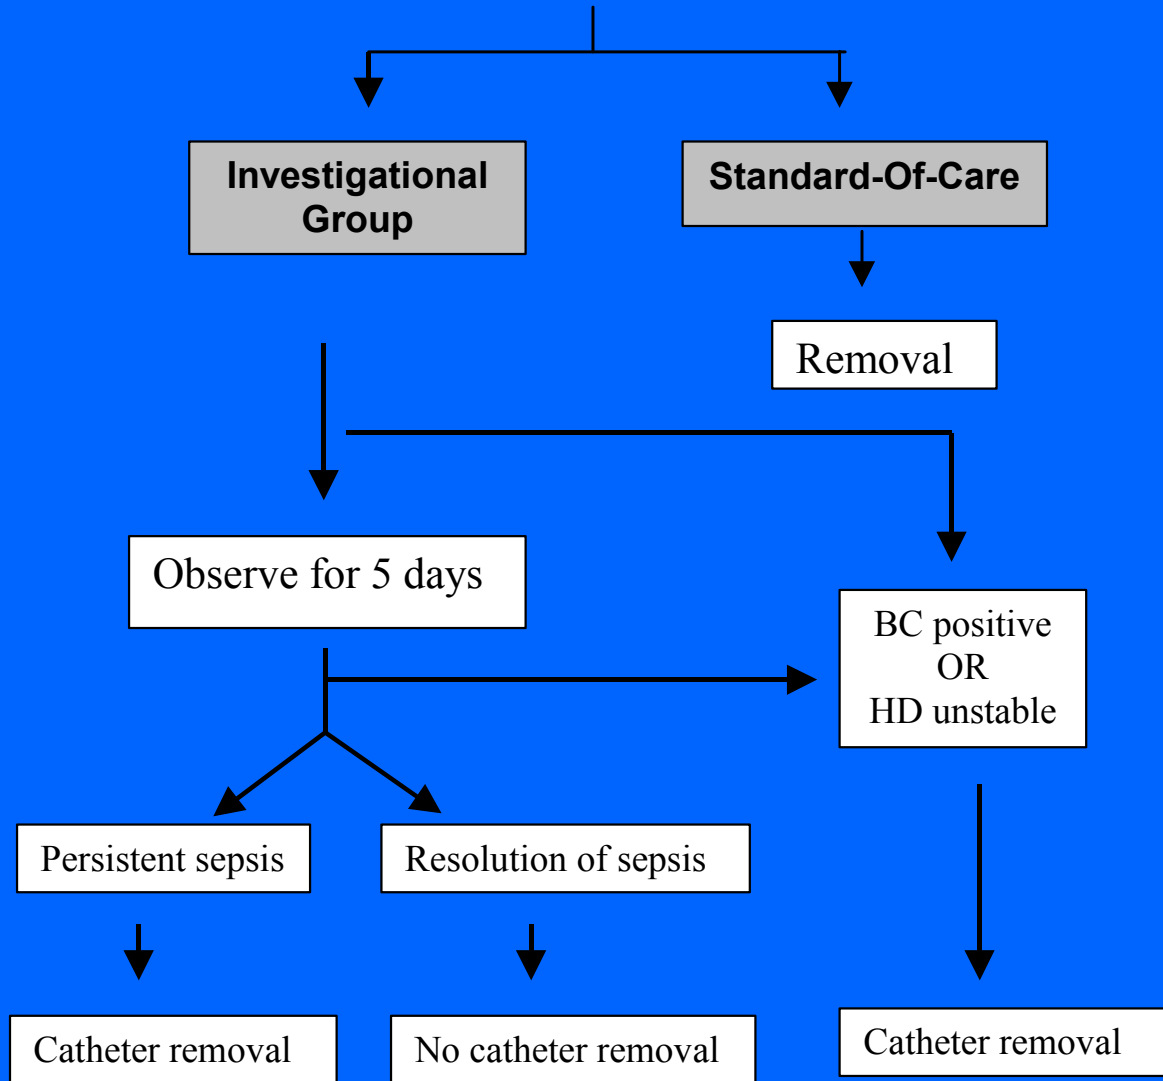 Investigational
Group
Standard-Of-Care
Removal
Observe for 5 days
BC positive
OR
HD unstable
Persistent sepsis
Resolution of sepsis
Catheter removal
No catheter removal
Catheter removal